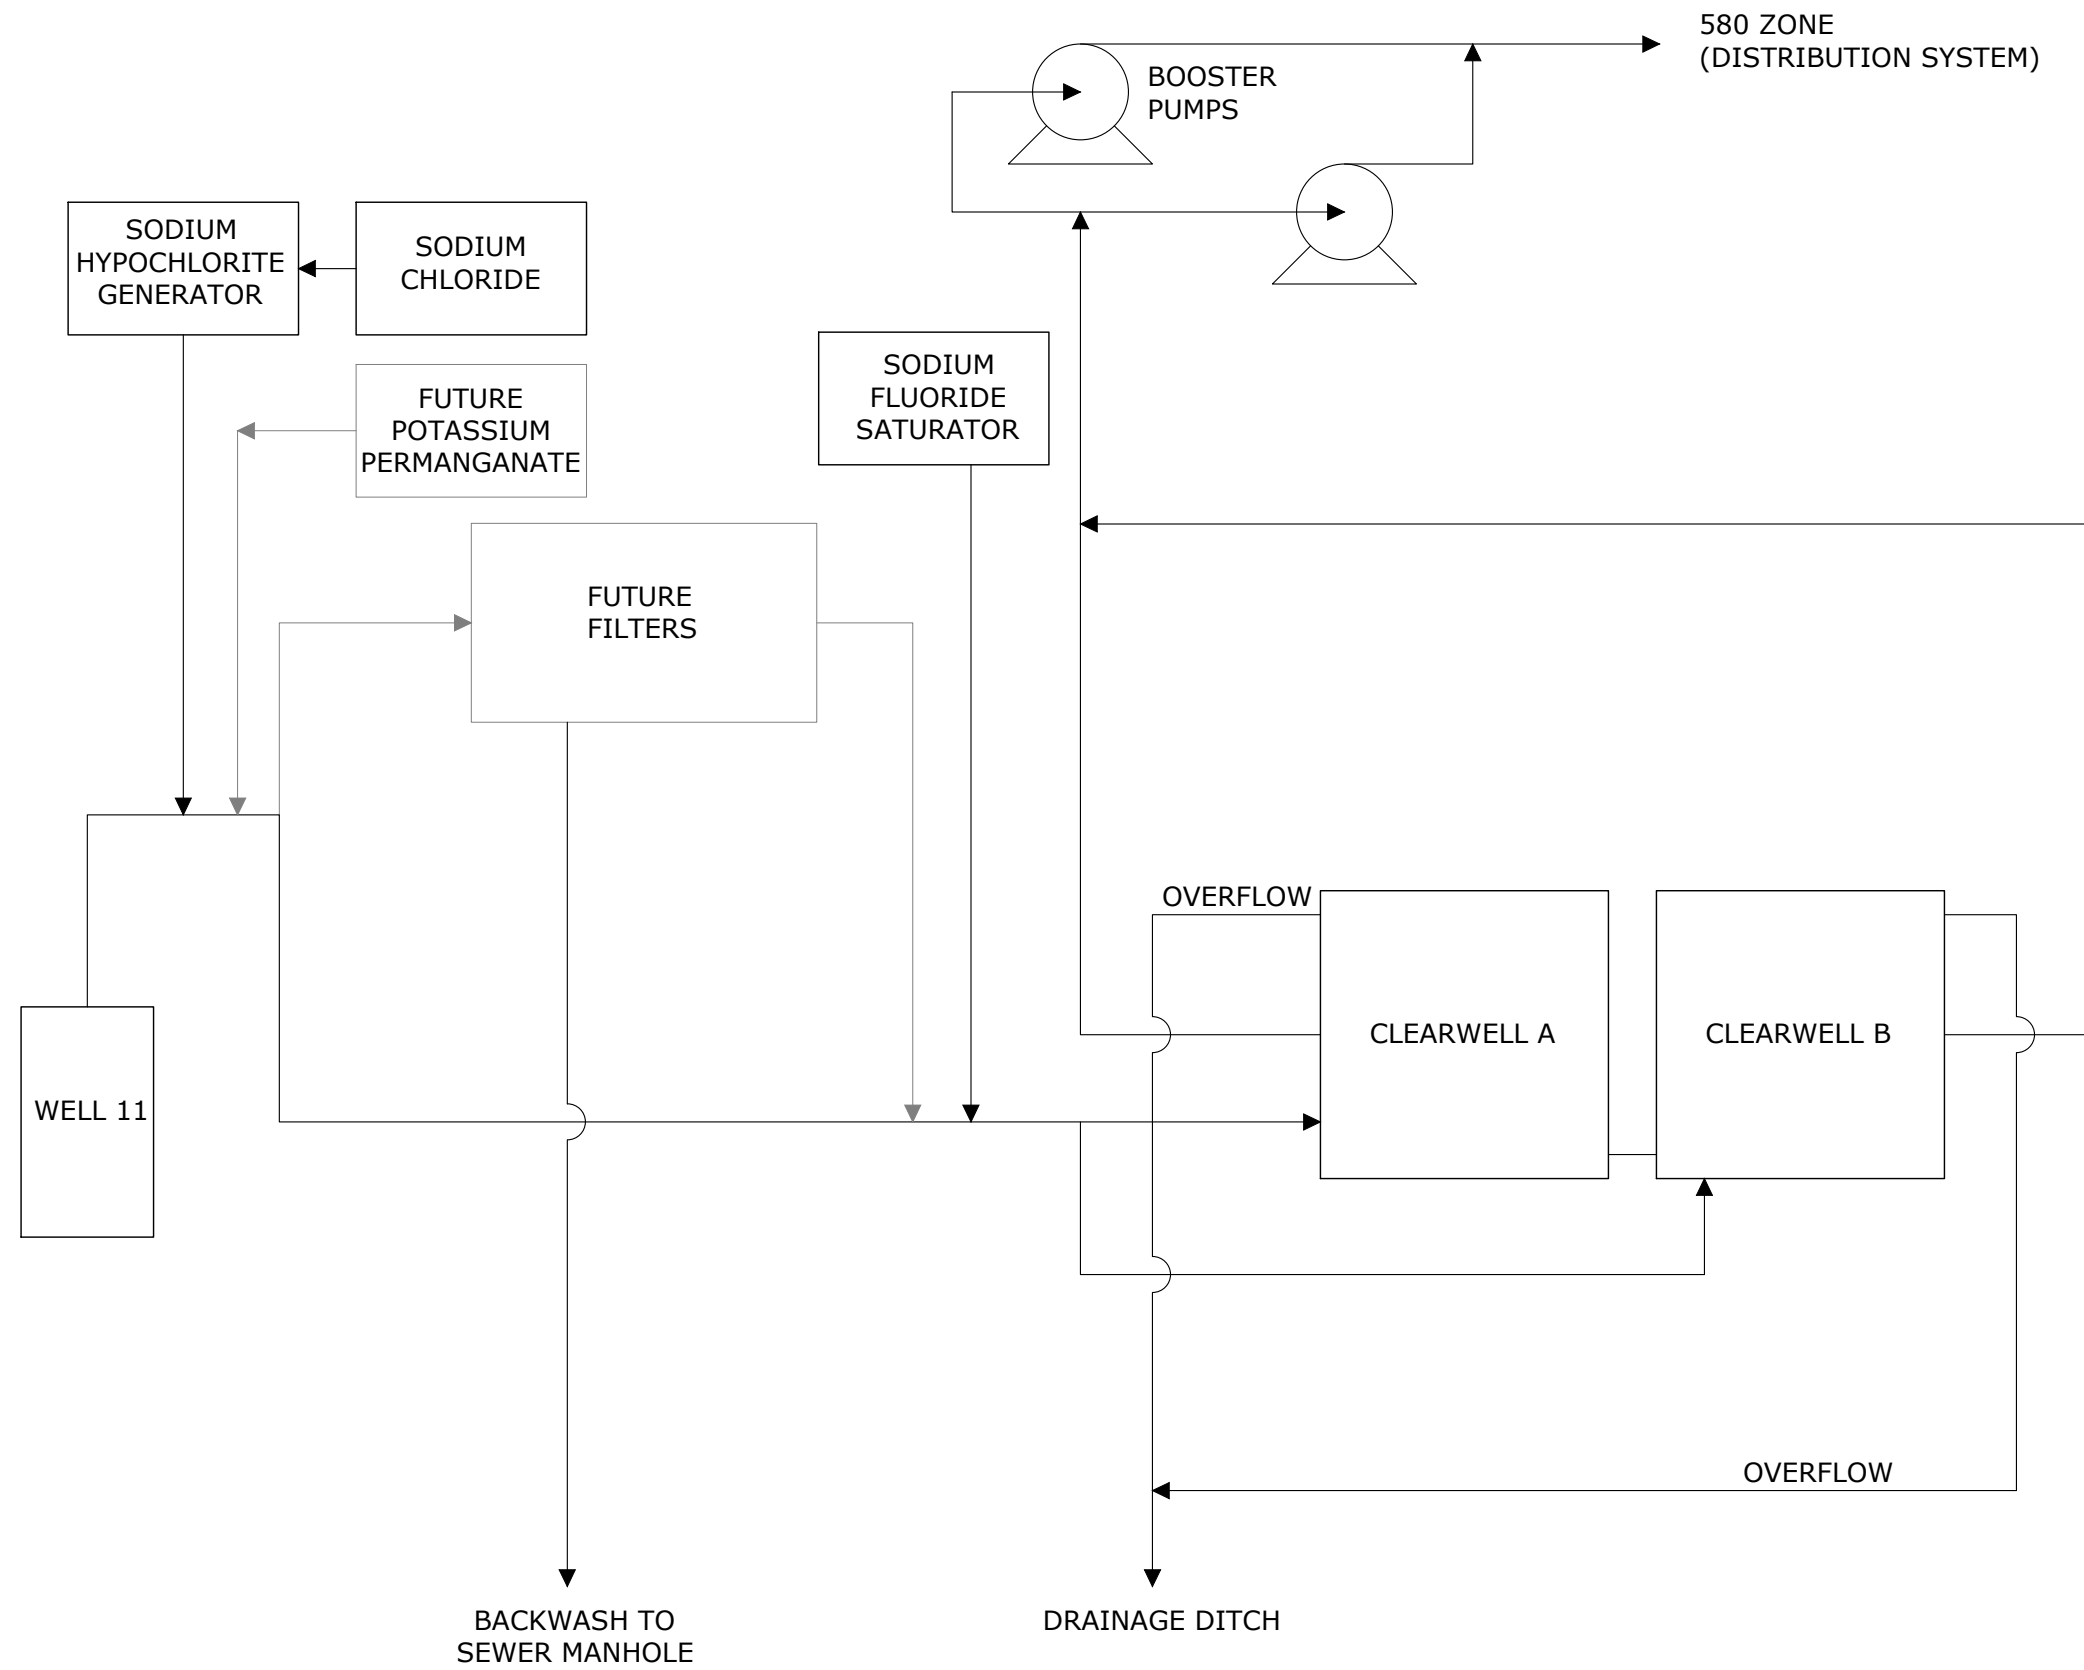 580 ZONE
(DISTRIBUTION SYSTEM)
BOOSTER
PUMPS
SODIUM
HYPOCHLORITE
GENERATOR
SODIUM
CHLORIDE
FUTURE
POTASSIUM
PERMANGANATE
SODIUM
FLUORIDE
SATURATOR
FUTURE
FILTERS
OVERFLOW
CLEARWELL A
CLEARWELL B
WELL 11
OVERFLOW
BACKWASH TO
SEWER MANHOLE
DRAINAGE DITCH